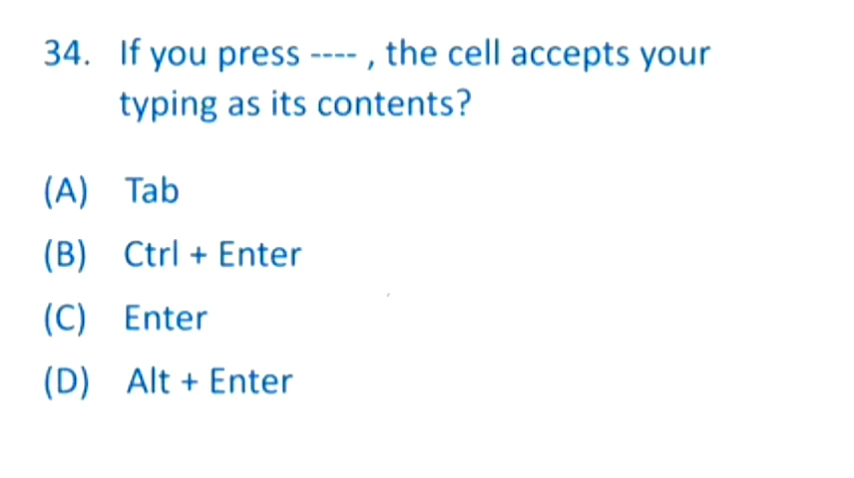 34. If you press ---- , the cell accepts your
typing as its contents?
(A) Tab
(B) Ctrl + Enter
(C) Enter
(D) Alt + Enter